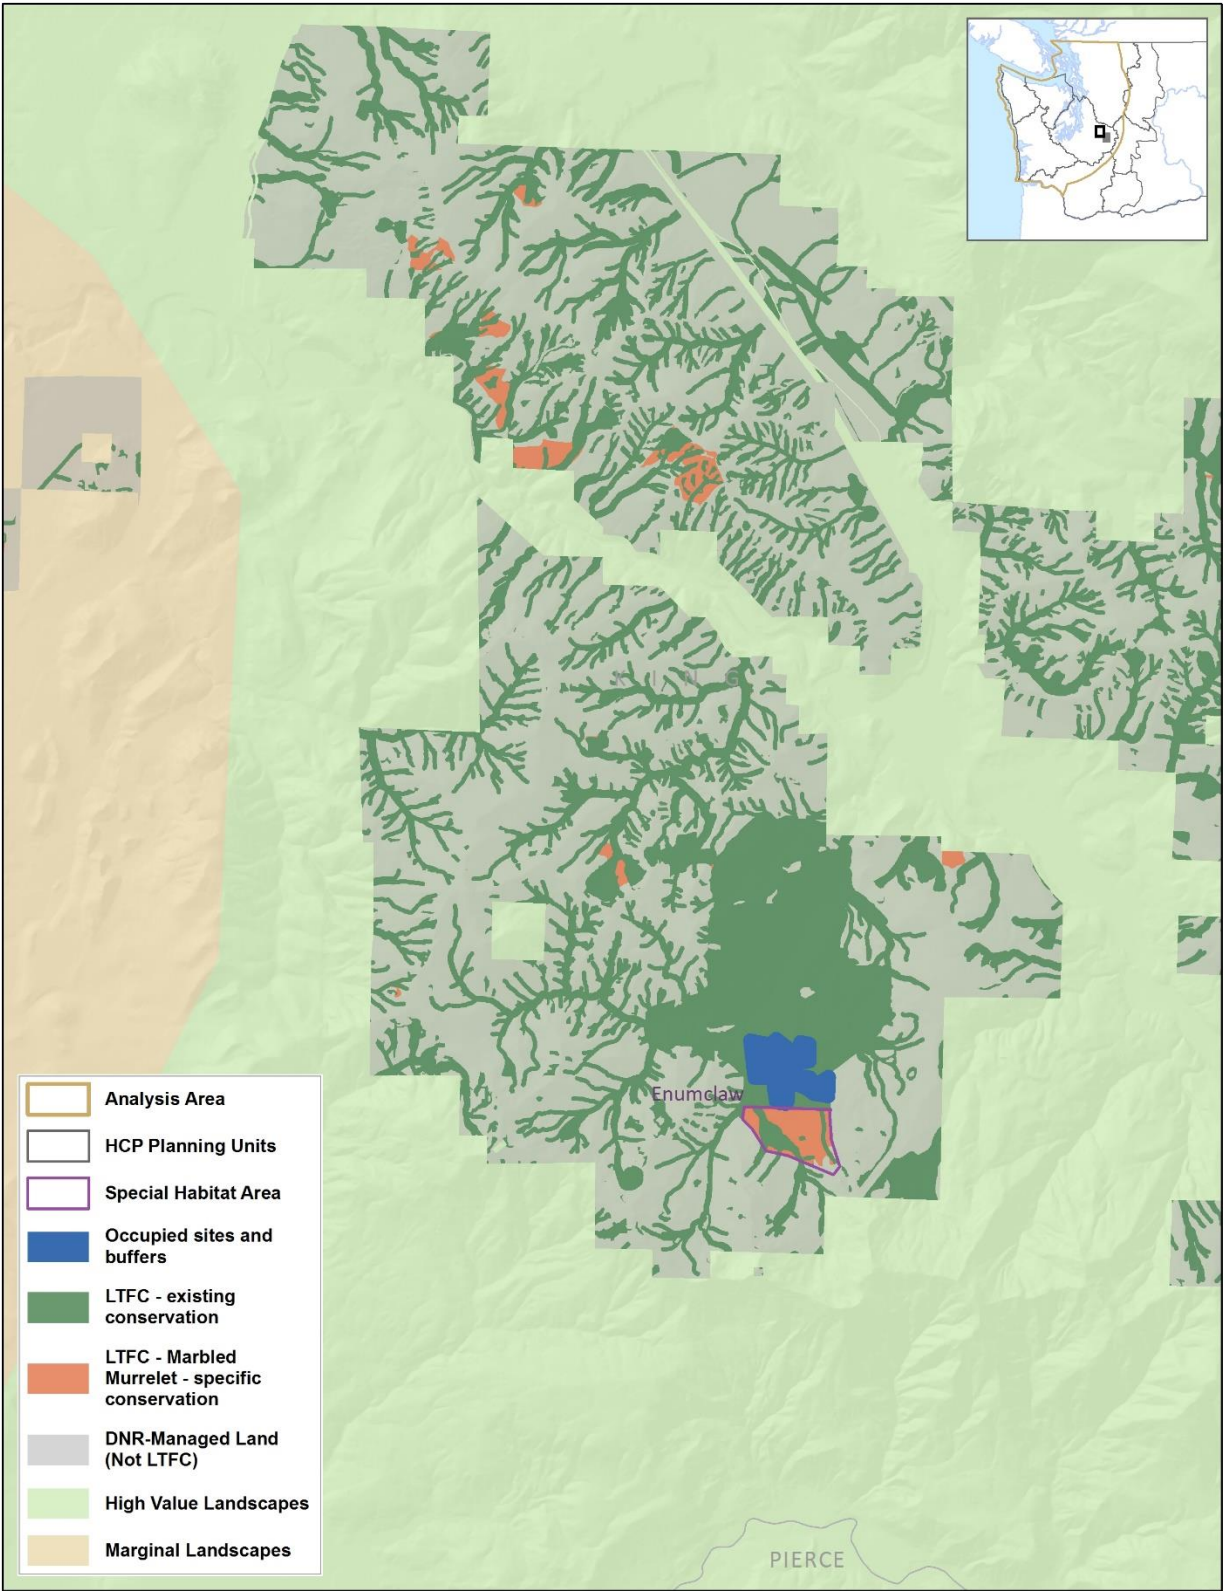 K I N G
Enumclaw
Analysis Area
HCP Planning Units
Special Habitat Area
Occupied sites and
buffers
LTFC - existing
conservation
LTFC - Marbled
Murrelet - specific
conservation
DNR-Managed Land
(Not LTFC)
High Value Landscapes
Marginal Landscapes
PIERCE